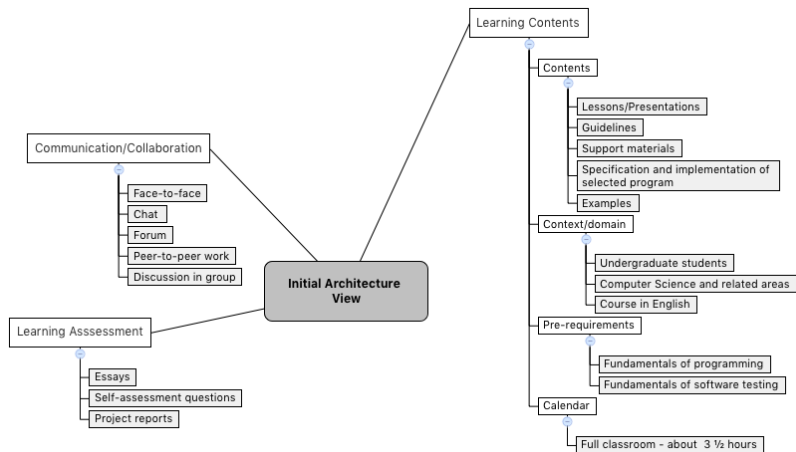 Learning Contents
Contents
Lessons/Presentations
Guidelines
Support materials
Specification and implementation of
selected program
Examples
Context/domain
Undergraduate students
Computer Science and related areas
Course in English
Pre-requirements
Fundamentals of programming
Fundamentals of software testing
Calendar
Full classroom - about 3 ½ hours
Communication/Collaboration
Face-to-face
Chat
Forum
Peer-to-peer work
Discussion in group
Initial Architecture
View
Learning Asssessment
Essays
Self-assessment questions
Project reports